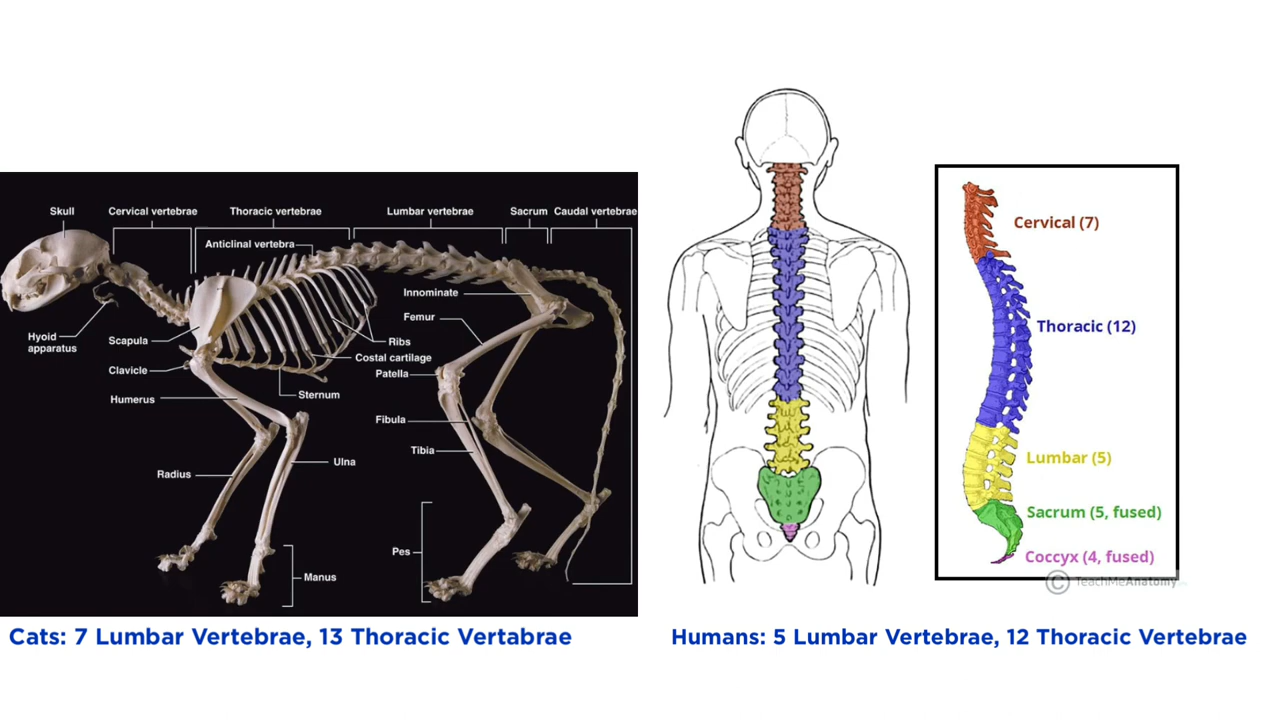 Skull
Cervical vertebrae
Thoracic vertebrae
Lumbar vertebrae
Sacrum
Caudal vertebrae
Anticlinal vertebra
Innominate
Femur
Hyoid
apparatus
Scapula
Ribs
Costal cartilage
Clavicle
Patella
Humerus
Sternum
Fibula
Tibia
Ulna
Radius
Pes
Manus
Cats: 7 Lumbar Vertebrae, 13 Thoracic Vertabrae
Cervical (7)
Thoracic (12)
Lumbar (5)
Sacrum (5, fused)
Coccyx (4, fused)
© TeachMeAnatomy
Humans: 5 Lumbar Vertebrae, 12 Thoracic Vertebrae